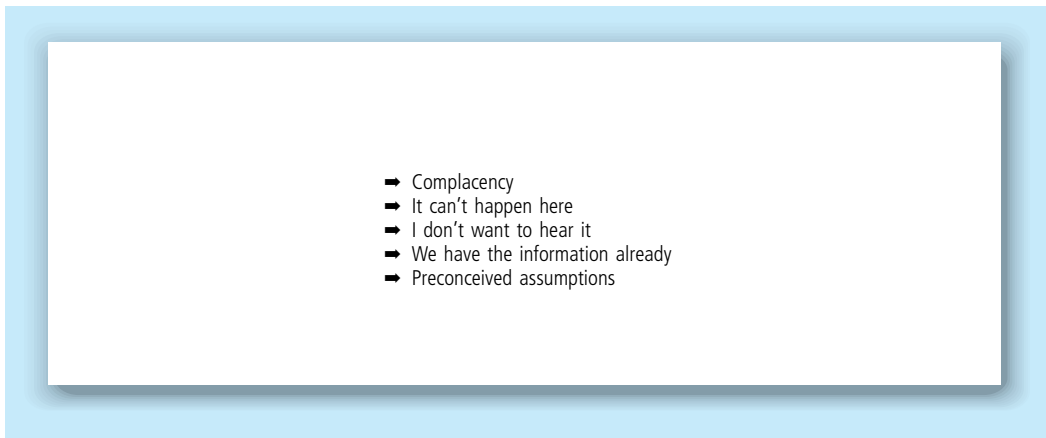 ➡ Complacency
➡ It can't happen here
➡ I don't want to hear it
➡ We have the information already
➡ Preconceived assumptions